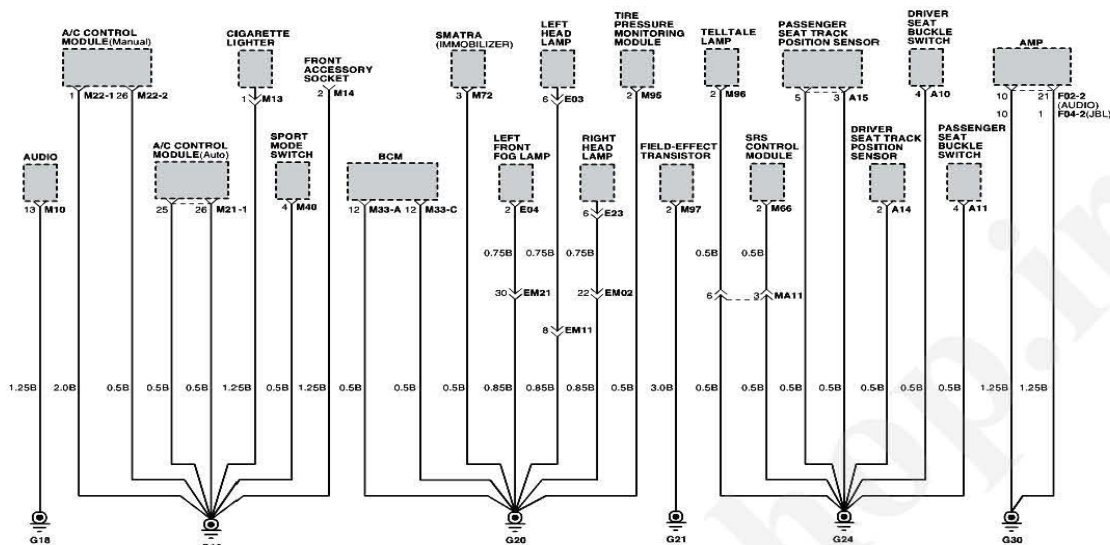 A/C CONTROL
MODULE(Manual)
CIGARETTE
LIGHTER
FRONT
ACCESSORY
SOCKET
SMATRA
(IMMOBILIZER)
LEFT
HEAD
LAMP
TIRE
PRESSURE
MONITORING
MODULE
TELLTALE
LAMP
PASSENGER
SEAT TRACK
POSITION SENSOR
DRIVER
SEAT
BUCKLE
SWITCH
AMP
1 M22-1 26 M22-2
1 M13
2 M14
3 M72
6 E03
2 M95
2 M96
5 3 A15
4 A10
10 21 F02-2
(AUDIO)
10 1 F04-2(JBL)
AUDIO
A/C CONTROL
MODULE(Auto)
SPORT
MODE
SWITCH
BCM
LEFT
FRONT
FOG LAMP
RIGHT
HEAD
LAMP
FIELD-EFFECT
TRANSISTOR
SRS
CONTROL
MODULE
DRIVER
SEAT TRACK
POSITION
SENSOR
PASSENGER
SEAT
BUCKLE
SWITCH
13 M10
25 26 M21-1
4 M40
12 M33-A 12 M33-C
2 E04
6 E23
2 M97
2 M66
2 A14
4 A11
0.75B 0.75B 0.75B 0.5B 0.5B
30 EM21
22 EM02
6 3 MA11
8 EM11
1.25B 2.0B 0.5B 0.5B 0.5B 1.25B 0.5B 1.25B 0.5B 0.5B 0.5B 0.85B 0.85B 0.85B 0.5B 3.0B 0.5B 0.5B 0.5B 0.5B 0.5B 0.5B 0.5B 1.25B 1.25B
G18
G20
G21
G24
G30